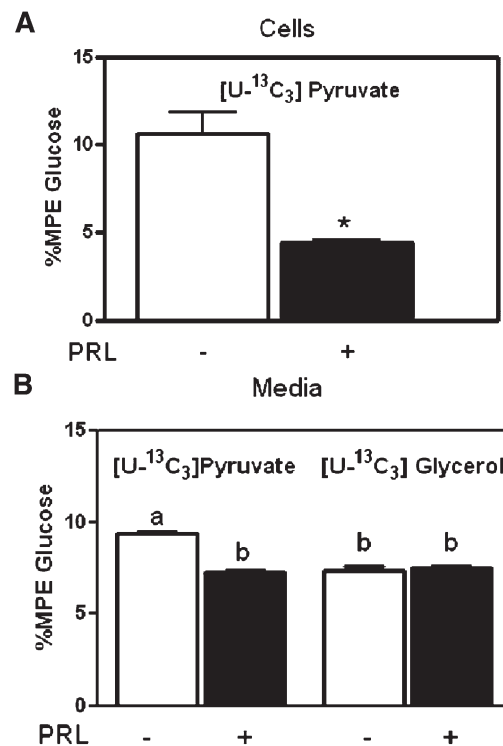 A
Cells
[U-¹³C₃] Pyruvate
%MPE Glucose
15
10
5
0
*
PRL - +
B
Media
[U-¹³C₃]Pyruvate [U-¹³C₃] Glycerol
%MPE Glucose
15
10
5
0
a b b b
PRL - + - +